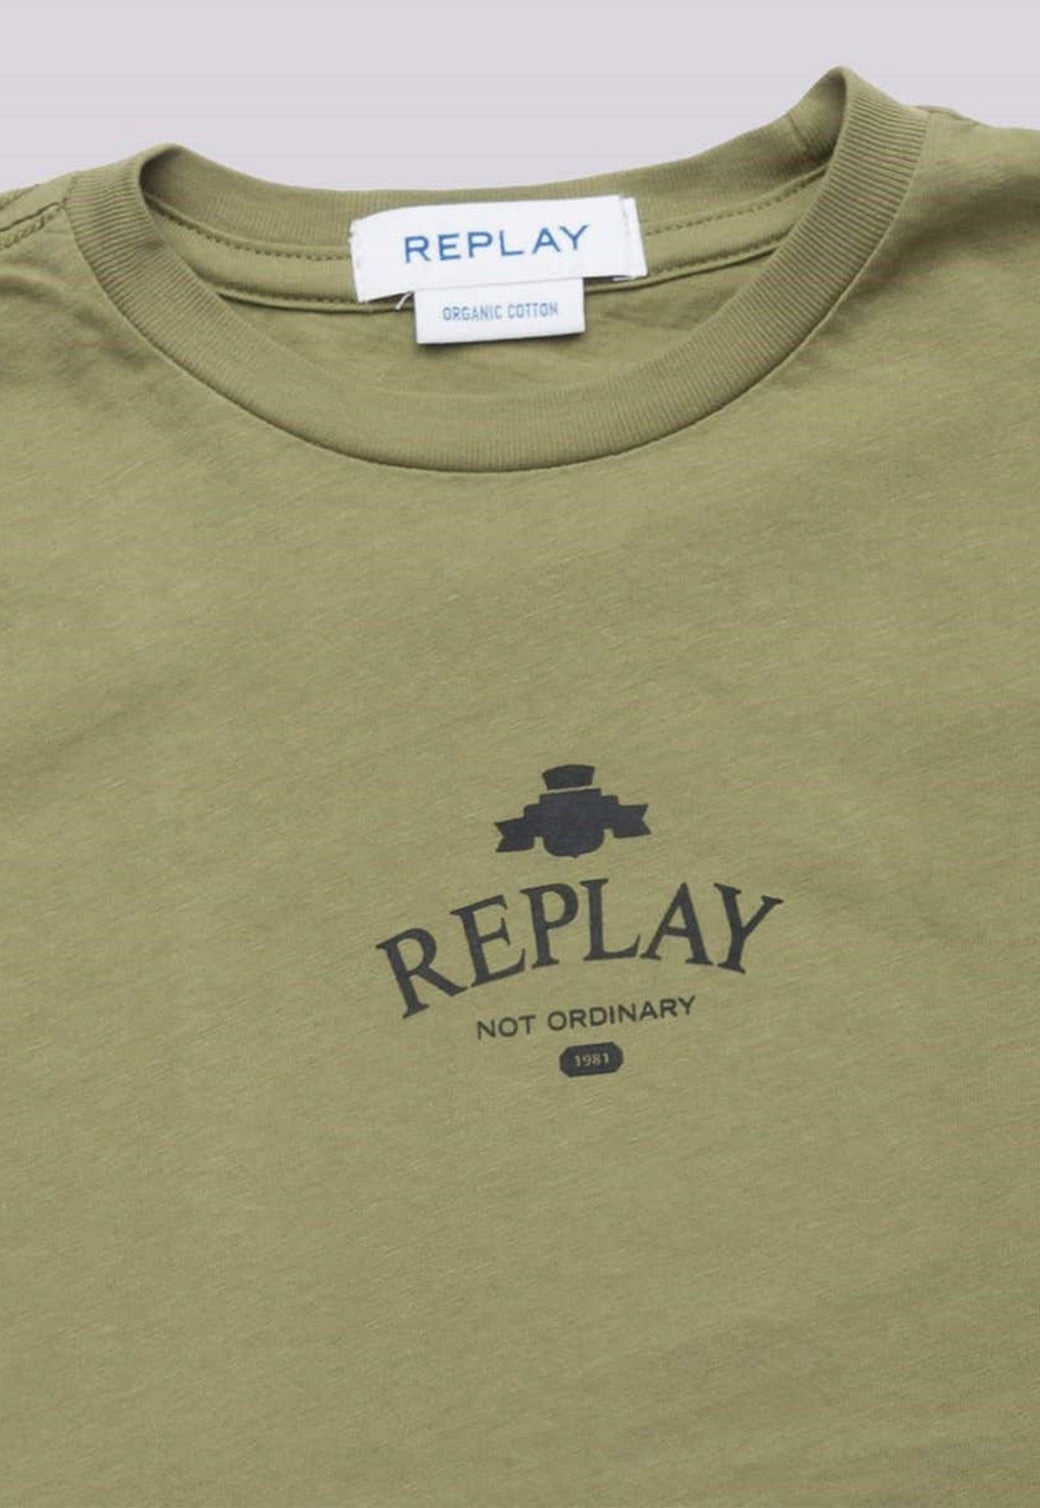 REPLAY
ORGANIC COTTON
REPLAY
NOT ORDINARY
1981